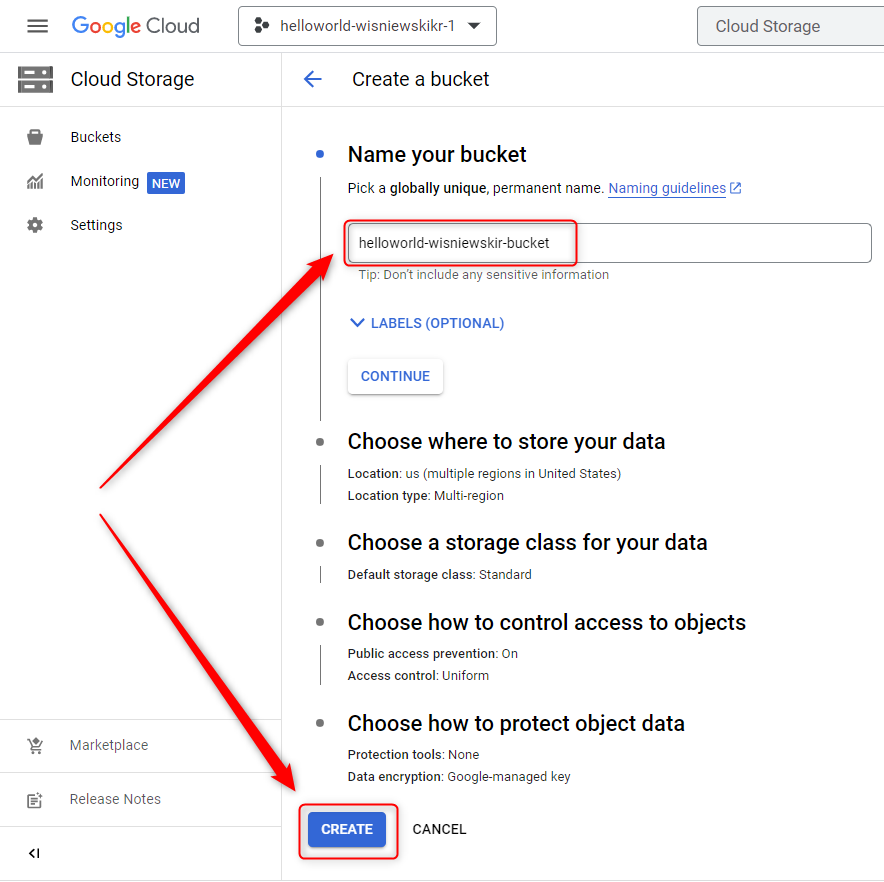 Google Cloud
helloworld-wisniewskikr-1
Cloud Storage
Cloud Storage
Create a bucket
Buckets
Monitoring NEW
Settings
Name your bucket
Pick a globally unique, permanent name. Naming guidelines
helloworld-wisniewskir-bucket
Tip: Don't include any sensitive information
LABELS (OPTIONAL)
CONTINUE
Choose where to store your data
Location: us (multiple regions in United States)
Location type: Multi-region
Choose a storage class for your data
Default storage class: Standard
Choose how to control access to objects
Public access prevention: On
Access control: Uniform
Choose how to protect object data
Protection tools: None
Data encryption: Google-managed key
Marketplace
Release Notes
CREATE CANCEL